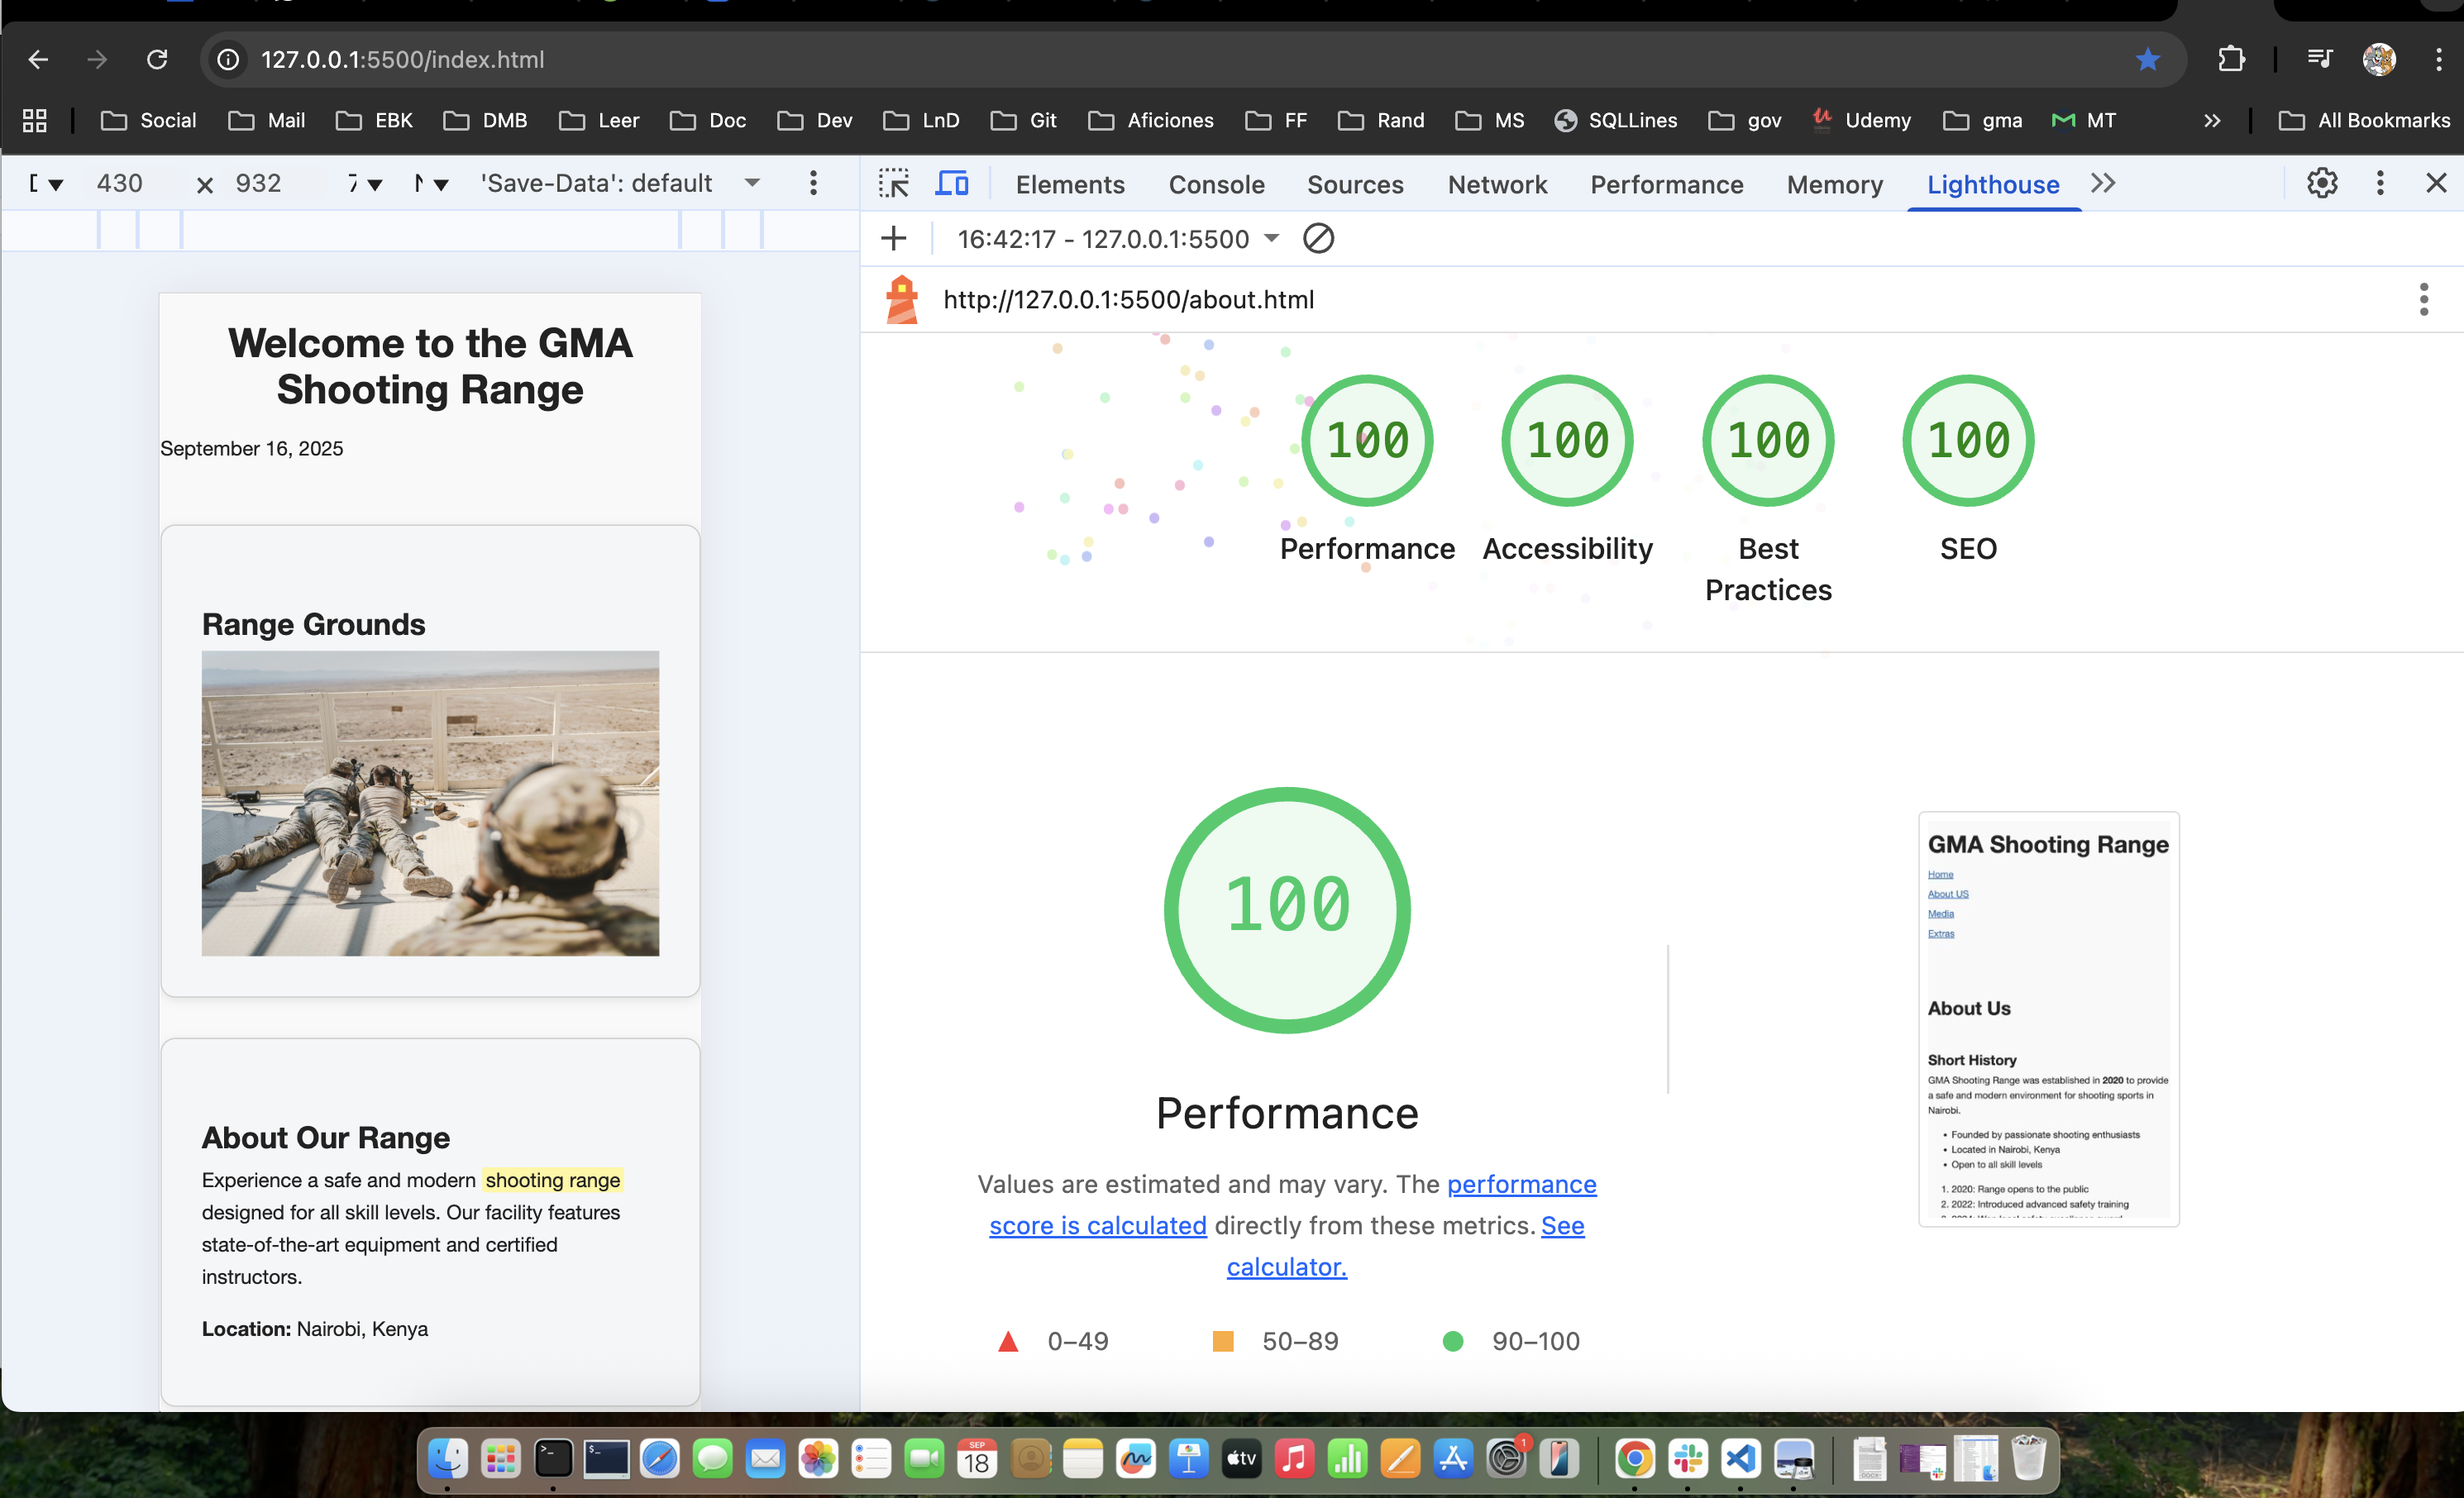 127.0.0.1:5500/index.html
Social
Mail
EBK
DMB
Leer
Doc
Dev
LnD
Git
Aficiones
FF
Rand
MS
SQLLines
gov
Udemy
gma
MT
All Bookmarks
430 × 932
'Save-Data': default
Elements
Console
Sources
Network
Performance
Memory
Lighthouse
16:42:17 - 127.0.0.1:5500
http://127.0.0.1:5500/about.html
Welcome to the GMA
Shooting Range
September 16, 2025
Range Grounds
About Our Range
Experience a safe and modern shooting range
designed for all skill levels. Our facility features
state-of-the-art equipment and certified
instructors.
Location: Nairobi, Kenya
100
100
100
100
Performance
Accessibility
Best
Practices
SEO
100
Performance
Values are estimated and may vary. The performance
score is calculated directly from these metrics. See
calculator.
0–49
50–89
90–100
GMA Shooting Range
Home
About US
Media
Extras
About Us
Short History
GMA Shooting Range was established in 2020 to provide
a safe and modern environment for shooting sports in
Nairobi.
• Founded by passionate shooting enthusiasts
• Located in Nairobi, Kenya
• Open to all skill levels
1. 2020: Range opens to the public
2. 2022: Introduced advanced safety training
SEP
18
tv
1